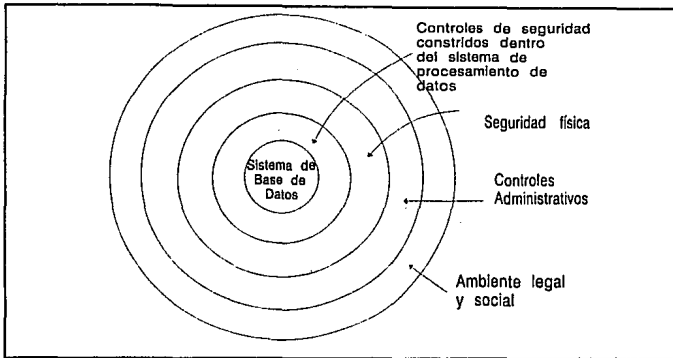 Controles de seguridad
constridos dentro
del sistema de
procesamiento de
datos
Seguridad física
Sistema de
Base de
Datos
Controles
Administrativos
Ambiente legal
y social